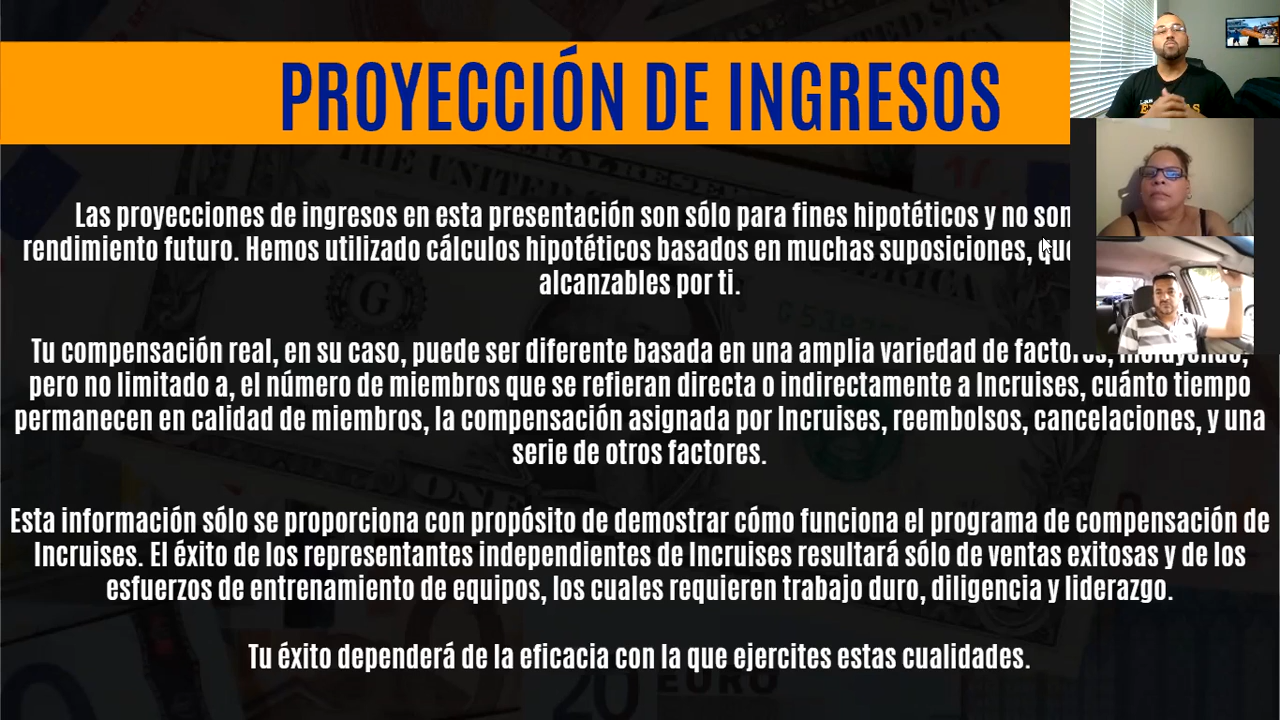 PROYECCIÓN DE INGRESOS
Las proyecciones de ingresos en esta presentación son sólo para fines hipotéticos y no son
rendimiento futuro. Hemos utilizado cálculos hipotéticos basados en muchas suposiciones, que
alcanzables por ti.
Tu compensación real, en su caso, puede ser diferente basada en una amplia variedad de factores, incluyendo,
pero no limitado a, el número de miembros que se refieran directa o indirectamente a Incruises, cuánto tiempo
permanecen en calidad de miembros, la compensación asignada por Incruises, reembolsos, cancelaciones, y una
serie de otros factores.
Esta información sólo se proporciona con propósito de demostrar cómo funciona el programa de compensación de
Incruises. El éxito de los representantes independientes de Incruises resultará sólo de ventas exitosas y de los
esfuerzos de entrenamiento de equipos, los cuales requieren trabajo duro, diligencia y liderazgo.
Tu éxito dependerá de la eficacia con la que ejercites estas cualidades.
20 EURO